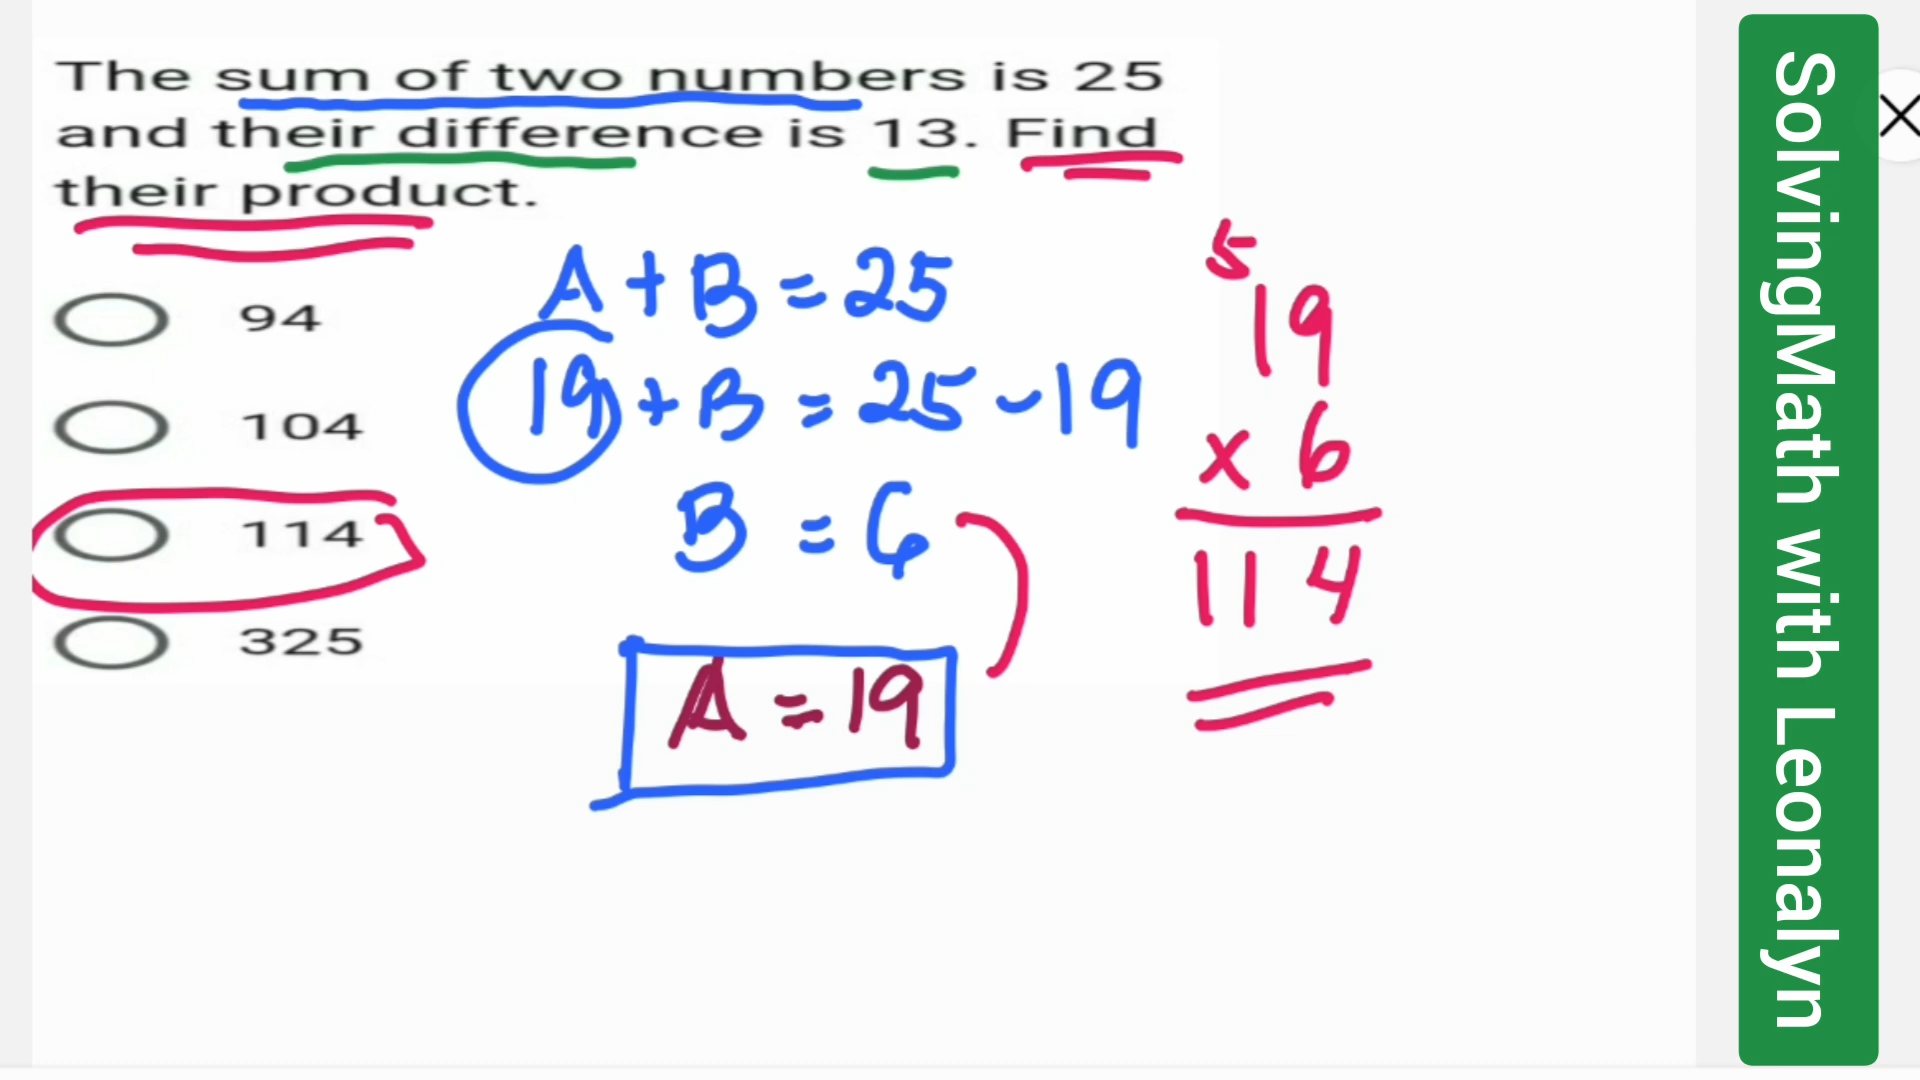 The sum of two numbers is 25
and their difference is 13. Find
their product.
94
104
114
325
A + B = 25
19 + B = 25 - 19
B = 6
A = 19
5
19
x 6
114
SolvingMath with Leonalyn